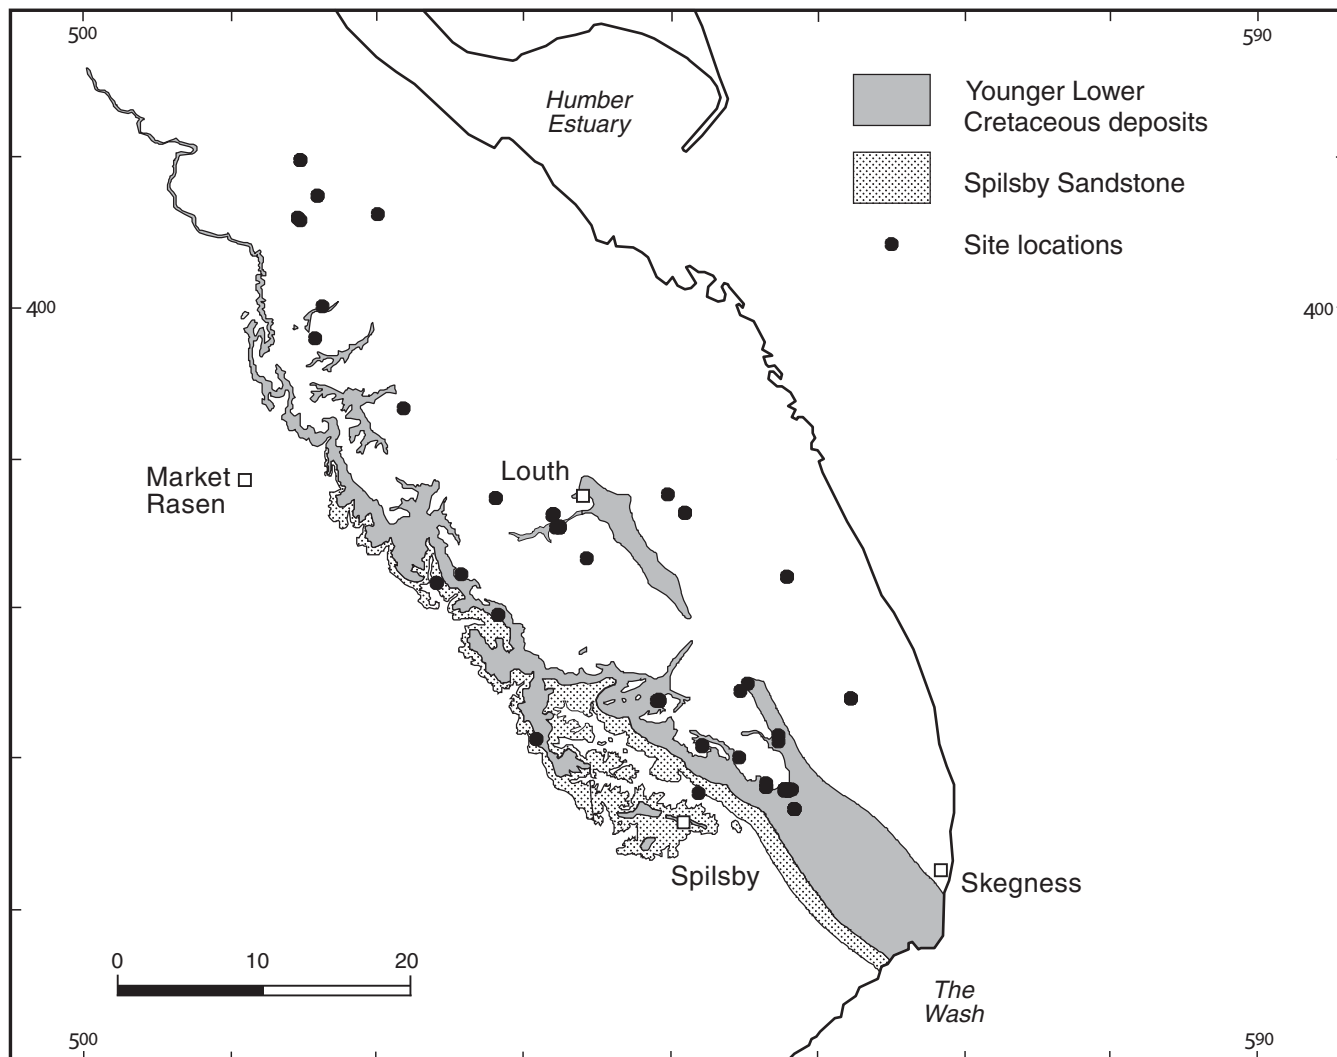 500
590
Humber
Estuary
Younger Lower
Cretaceous deposits
Spilsby Sandstone
Site locations
400
400
Market
Rasen
Louth
Spilsby
Skegness
0 10 20
The
Wash
500
590